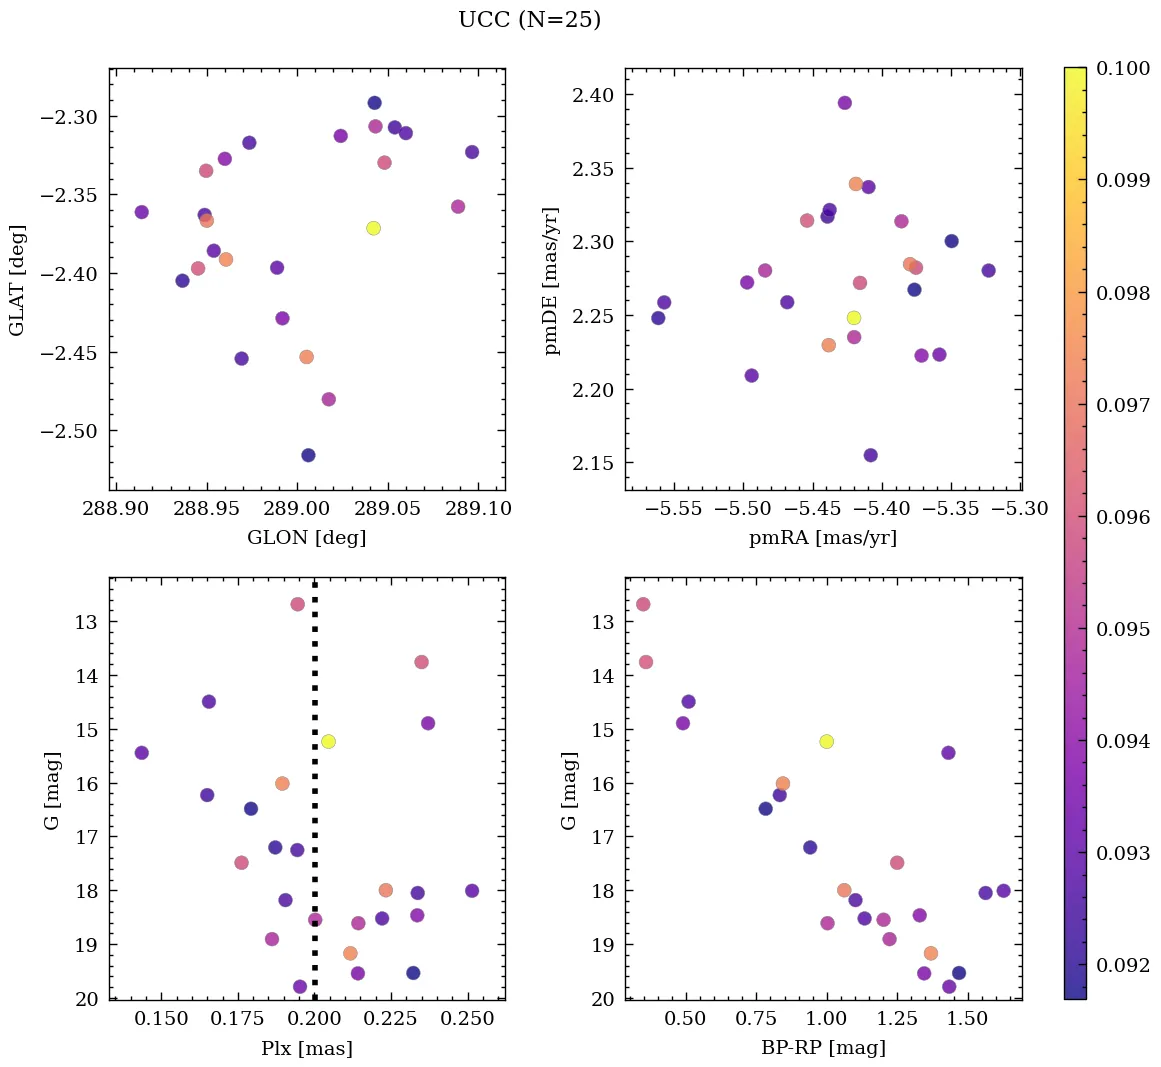 UCC (N=25)
−2.30
−2.35
−2.40
−2.45
−2.50
GLAT [deg]
288.90 288.95 289.00 289.05 289.10
GLON [deg]
2.40
2.35
2.30
2.25
2.20
2.15
pmDE [mas/yr]
−5.55 −5.50 −5.45 −5.40 −5.35 −5.30
pmRA [mas/yr]
13
14
15
16
17
18
19
20
G [mag]
0.150 0.175 0.200 0.225 0.250
Plx [mas]
13
14
15
16
17
18
19
20
G [mag]
0.50 0.75 1.00 1.25 1.50
BP-RP [mag]
0.100
0.099
0.098
0.097
0.096
0.095
0.094
0.093
0.092